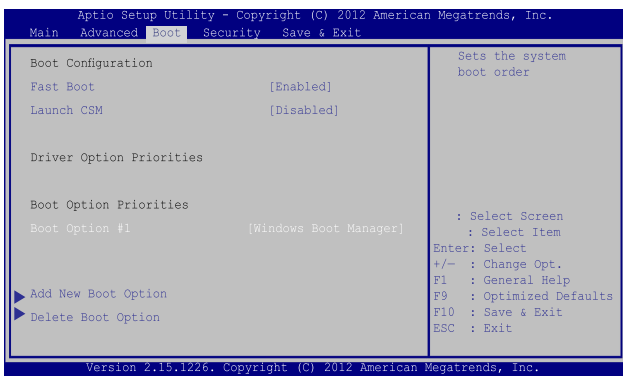 Aptio Setup Utility - Copyright (C) 2012 American Megatrends, Inc.
Main Advanced Boot Security Save & Exit
Boot Configuration
Fast Boot [Enabled]
Launch CSM [Disabled]
Driver Option Priorities
Boot Option Priorities
Boot Option #1 [Windows Boot Manager]
Add New Boot Option
Delete Boot Option
Sets the system
boot order
: Select Screen
: Select Item
Enter: Select
+/— : Change Opt.
F1 : General Help
F9 : Optimized Defaults
F10 : Save & Exit
ESC : Exit
Version 2.15.1226. Copyright (C) 2012 American Megatrends, Inc.